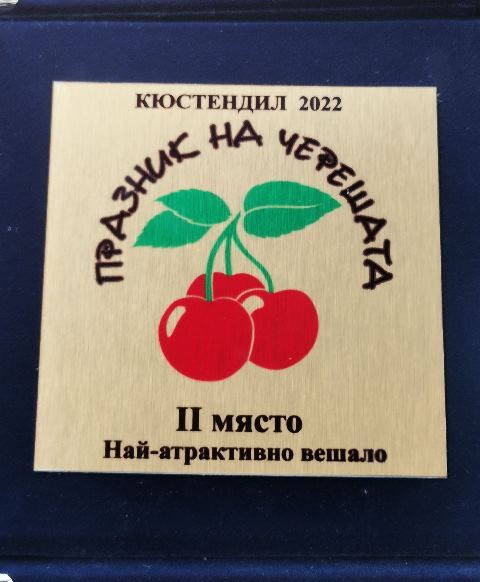 КЮСТЕНДИЛ 2022
ПРАЗНИК НА ЧЕРЕШАТА
II място
Най-атрактивно вешало